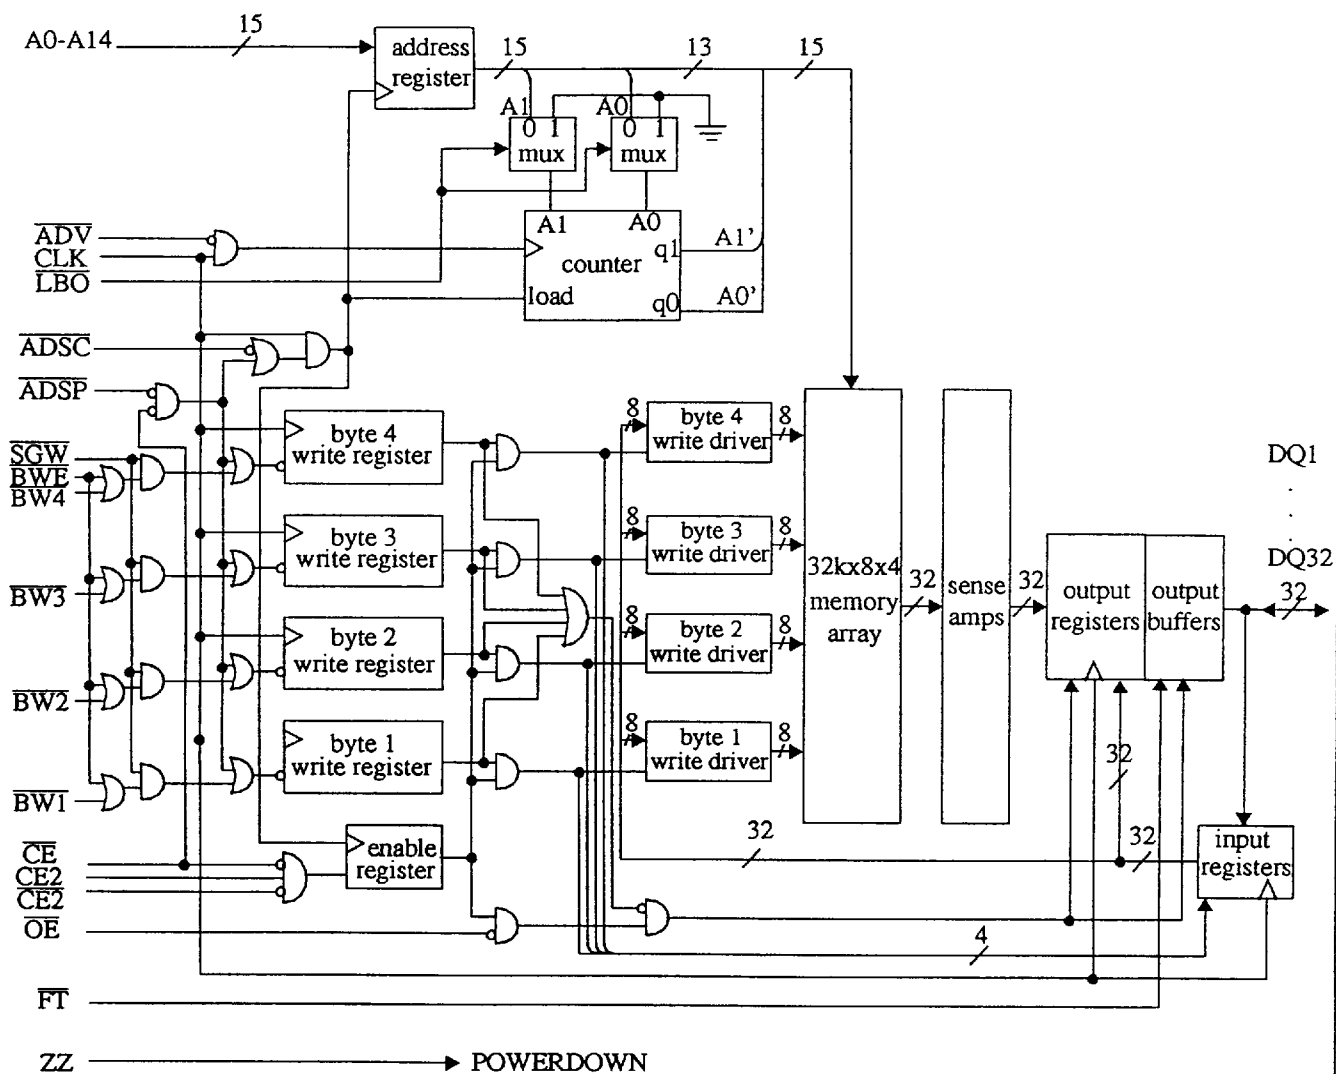 A0-A14
15
address
register
15
13
15
A1
0 1
mux
A0
0 1
mux
A1
A0
counter
load
q1
q0
A1'
A0'
ADV
CLK
LBO
ADSC
ADSP
SGW
BWE
BW4
BW3
BW2
BW1
CE
CE2
CE2
OE
FT
ZZ
POWERDOWN
byte 4
write register
byte 3
write register
byte 2
write register
byte 1
write register
enable
register
8
byte 4
write driver
8
8
byte 3
write driver
8
8
byte 2
write driver
8
8
byte 1
write driver
8
32kx8x4
memory
array
32
sense
amps
32
output
registers
output
buffers
DQ1
.
.
.
DQ32
32
32
32
32
input
registers
4